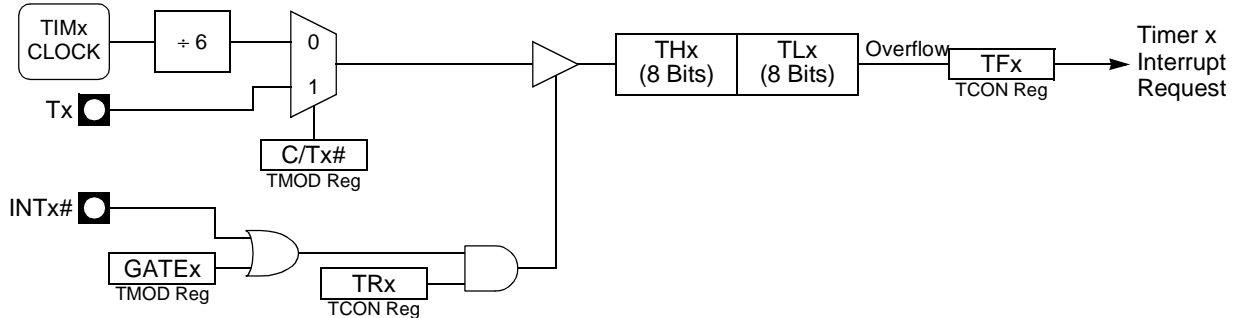 TIMx
CLOCK
÷ 6
0
1
Tx
C/Tx#
TMOD Reg
THx
(8 Bits)
TLx
(8 Bits)
Overflow
TFx
TCON Reg
Timer x
Interrupt
Request
INTx#
GATEx
TMOD Reg
TRx
TCON Reg